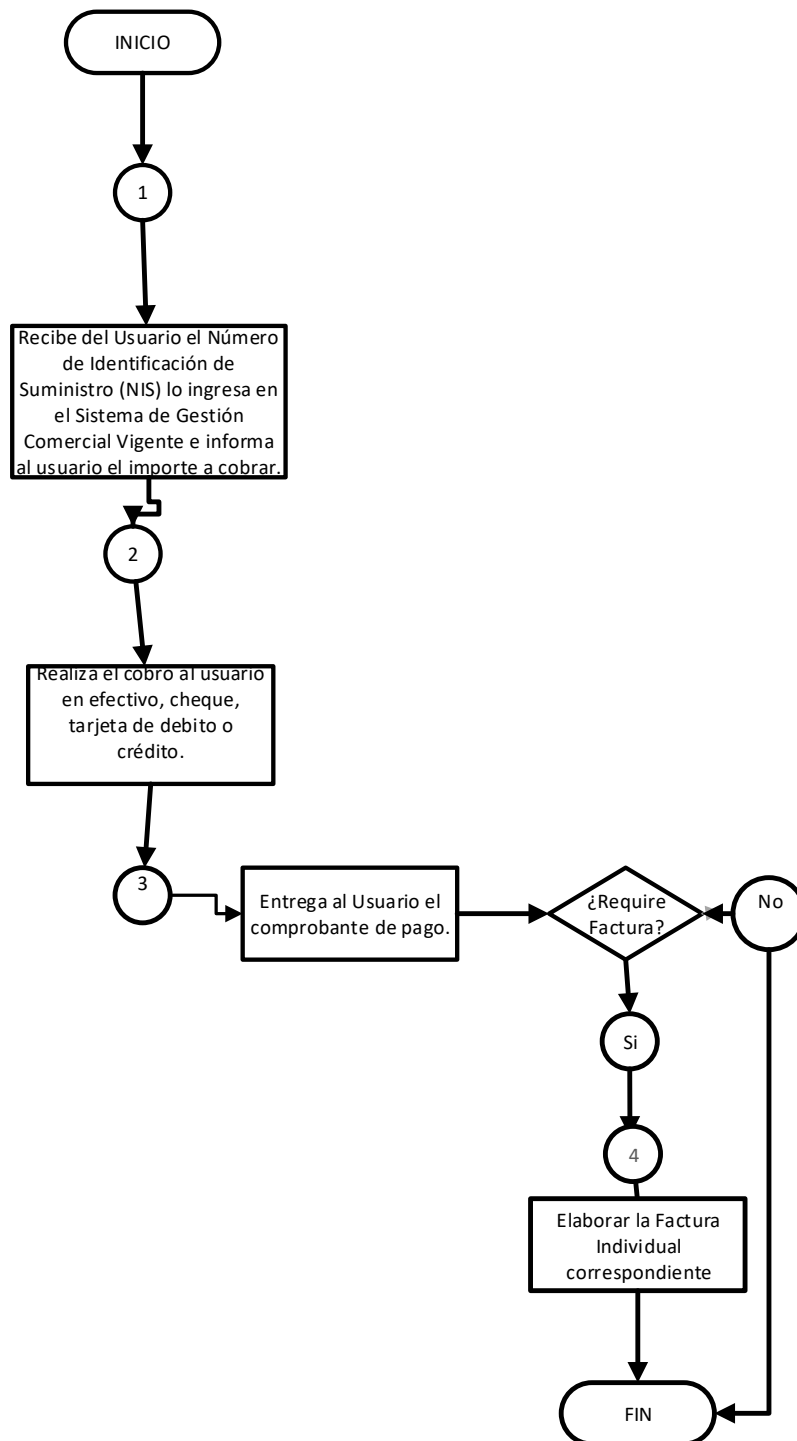 INICIO
1
Recibe del Usuario el Número
de Identificación de
Suministro (NIS) lo ingresa en
el Sistema de Gestión
Comercial Vigente e informa
al usuario el importe a cobrar.
2
Realiza el cobro al usuario
en efectivo, cheque,
tarjeta de debito o
crédito.
3
Entrega al Usuario el
comprobante de pago.
¿Require
Factura?
No
Si
4
Elaborar la Factura
Individual
correspondiente
FIN